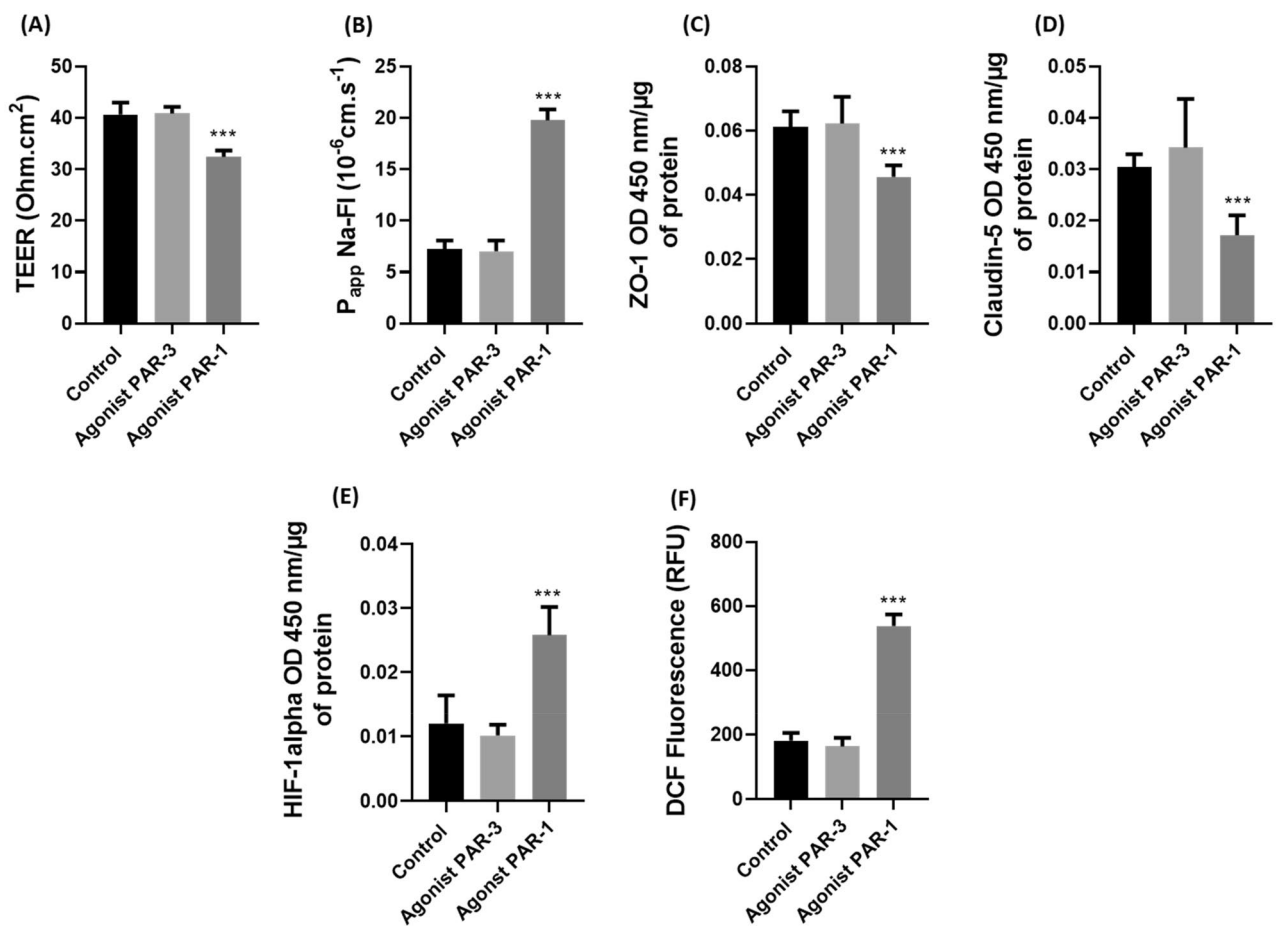 (A)
TEER (Ohm.cm2)
50
40
30
20
10
0
***
Control
Agonist PAR-3
Agonist PAR-1
(B)
Papp Na-Fl (10-6cm.s-1)
25
20
15
10
5
0
***
Control
Agonist PAR-3
Agonist PAR-1
(C)
ZO-1 OD 450 nm/µg
of protein
0.08
0.06
0.04
0.02
0.00
***
Control
Agonist PAR-3
Agonist PAR-1
(D)
Claudin-5 OD 450 nm/µg
of protein
0.05
0.04
0.03
0.02
0.01
0.00
***
Control
Agonist PAR-3
Agonist PAR-1
(E)
HIF-1alpha OD 450 nm/µg
of protein
0.04
0.03
0.02
0.01
0.00
***
Control
Agonist PAR-3
Agonst PAR-1
(F)
DCF Fluorescence (RFU)
800
600
400
200
0
***
Control
Agonist PAR-3
Agonist PAR-1